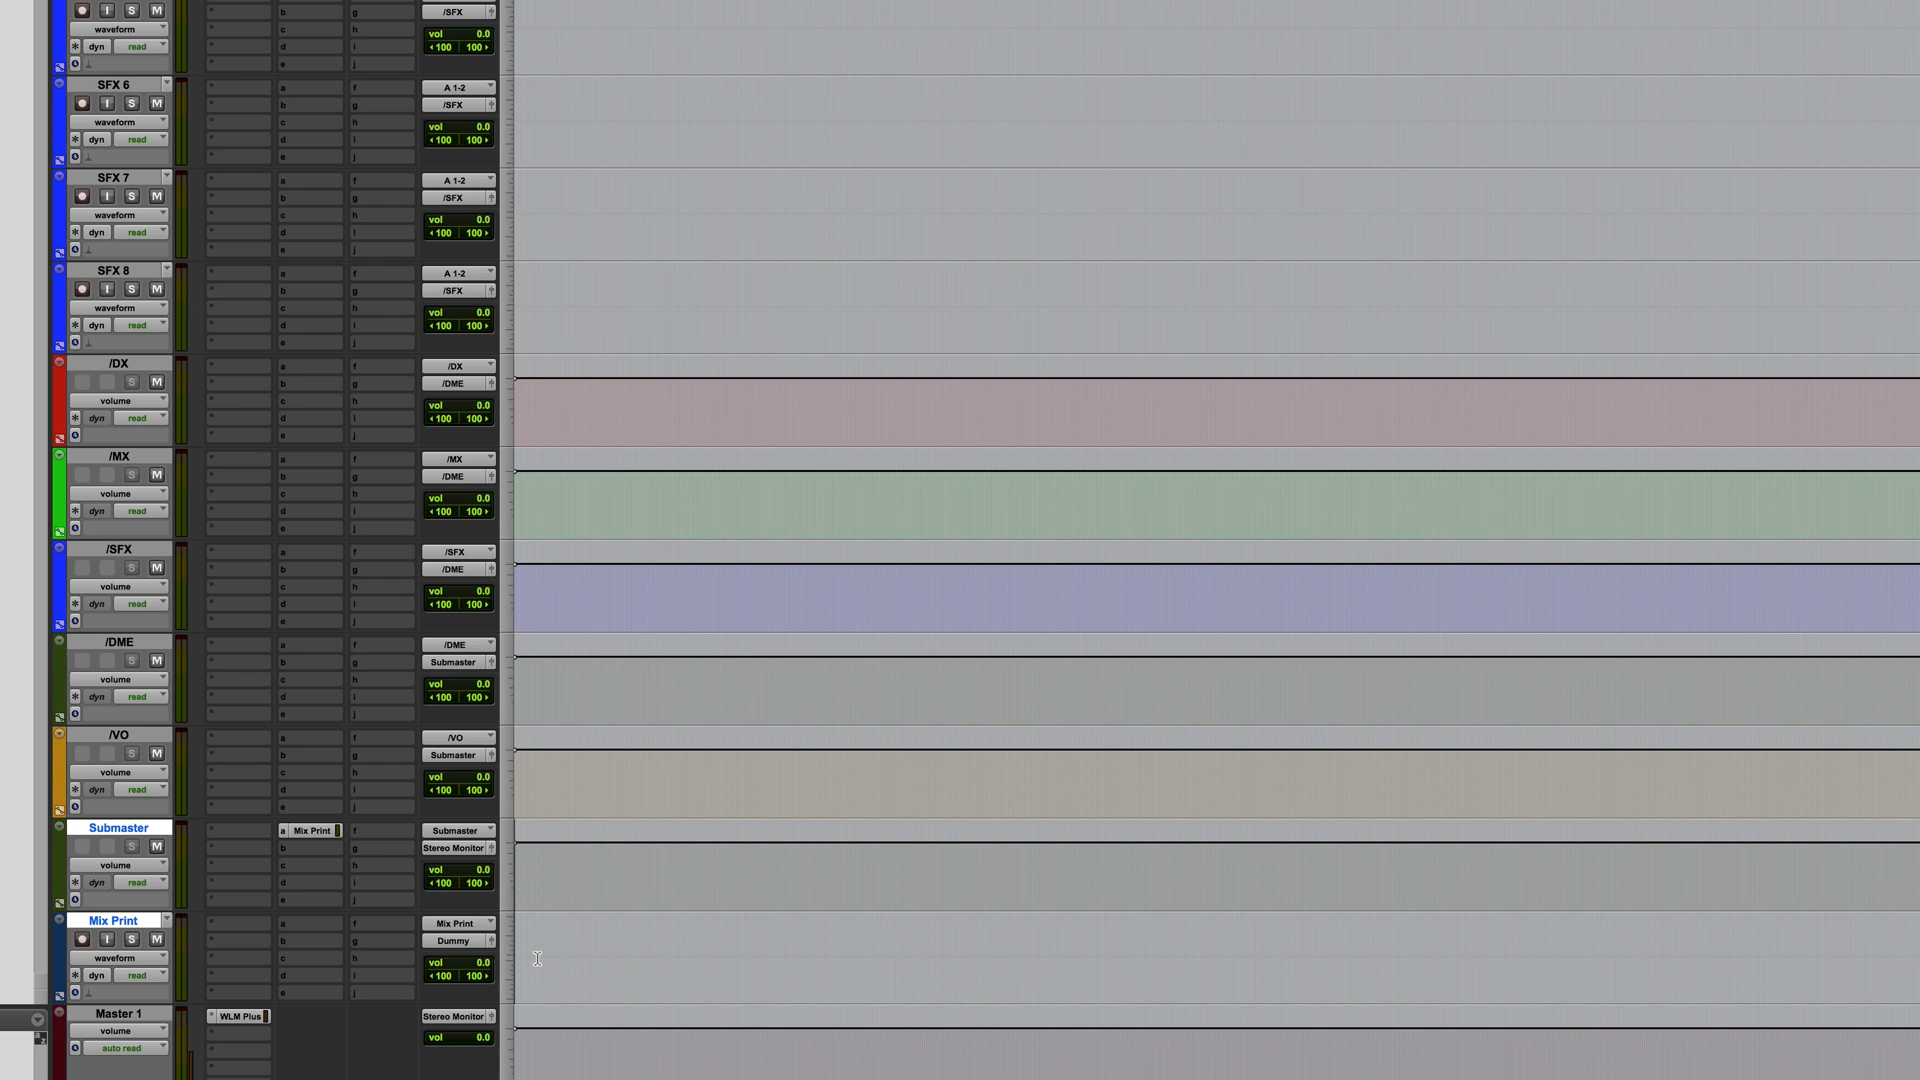 b g /SFX
waveform c h vol 0.0
* dyn read d i 100 100
e j
SFX 6 a f A 1-2
I S M b g /SFX
waveform c h vol 0.0
* dyn read d i 100 100
e j
SFX 7 a f A 1-2
I S M b g /SFX
waveform c h vol 0.0
* dyn read d i 100 100
e j
SFX 8 a f A 1-2
I S M b g /SFX
waveform c h vol 0.0
* dyn read d i 100 100
e j
/DX a f /DX
S M b g /DME
volume c h vol 0.0
* dyn read d i 100 100
e j
/MX a f /MX
S M b g /DME
volume c h vol 0.0
* dyn read d i 100 100
e j
/SFX a f /SFX
S M b g /DME
volume c h vol 0.0
* dyn read d i 100 100
e j
/DME a f /DME
S M b g Submaster
volume c h vol 0.0
* dyn read d i 100 100
e j
/VO a f /VO
S M b g Submaster
volume c h vol 0.0
* dyn read d i 100 100
e j
Submaster a Mix Print f Submaster
S M b g Stereo Monitor
volume c h vol 0.0
* dyn read d i 100 100
e j
Mix Print a f Mix Print
I S M b g Dummy
waveform c h vol 0.0
* dyn read d i 100 100
e j
Master 1 WLM Plus Stereo Monitor
volume vol 0.0
auto read